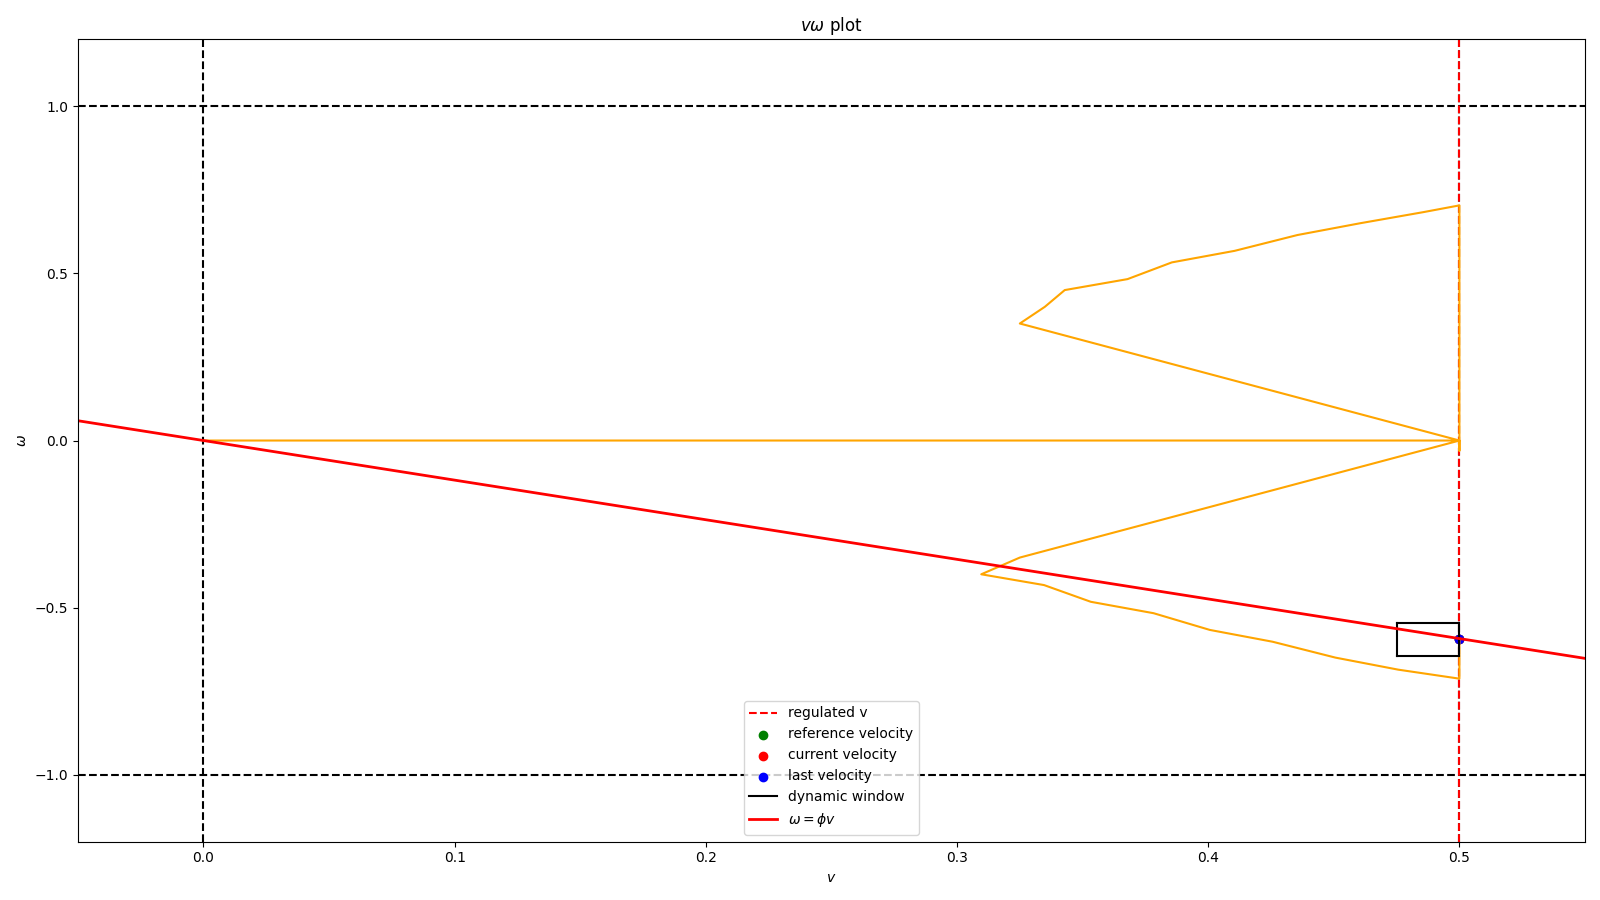 vω plot
1.0
0.5
0.0
−0.5
−1.0
ω
0.0 0.1 0.2 0.3 0.4 0.5
v
regulated v
reference velocity
current velocity
last velocity
dynamic window
ω = ϕv